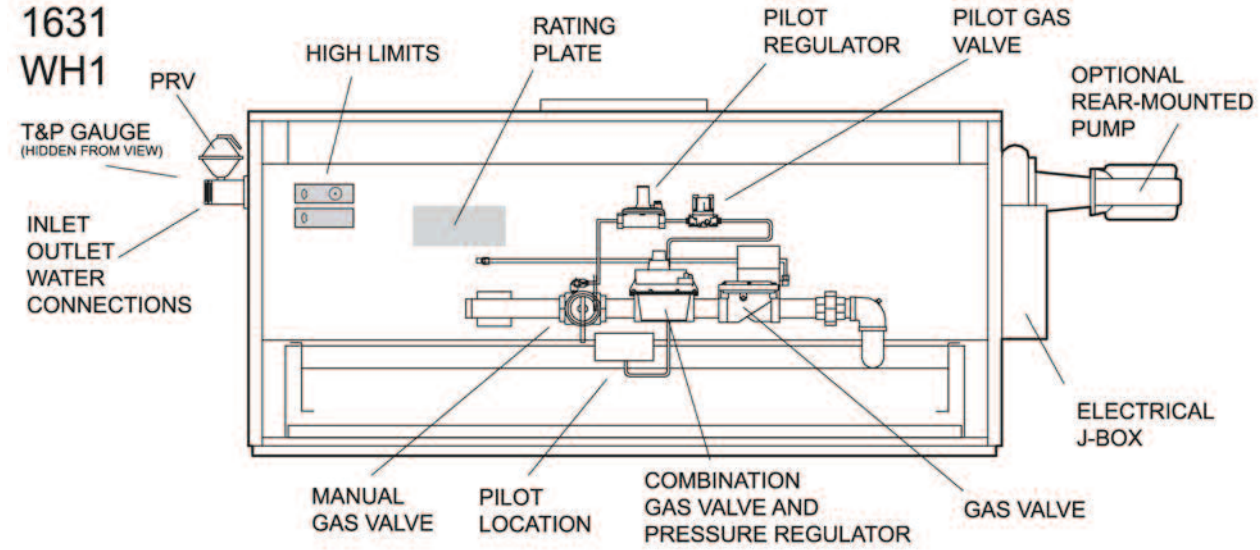 1631
WH1
PRV
HIGH LIMITS
RATING
PLATE
PILOT
REGULATOR
PILOT GAS
VALVE
OPTIONAL
REAR-MOUNTED
PUMP
T&P GAUGE
(HIDDEN FROM VIEW)
INLET
OUTLET
WATER
CONNECTIONS
ELECTRICAL
J-BOX
MANUAL
GAS VALVE
PILOT
LOCATION
COMBINATION
GAS VALVE AND
PRESSURE REGULATOR
GAS VALVE